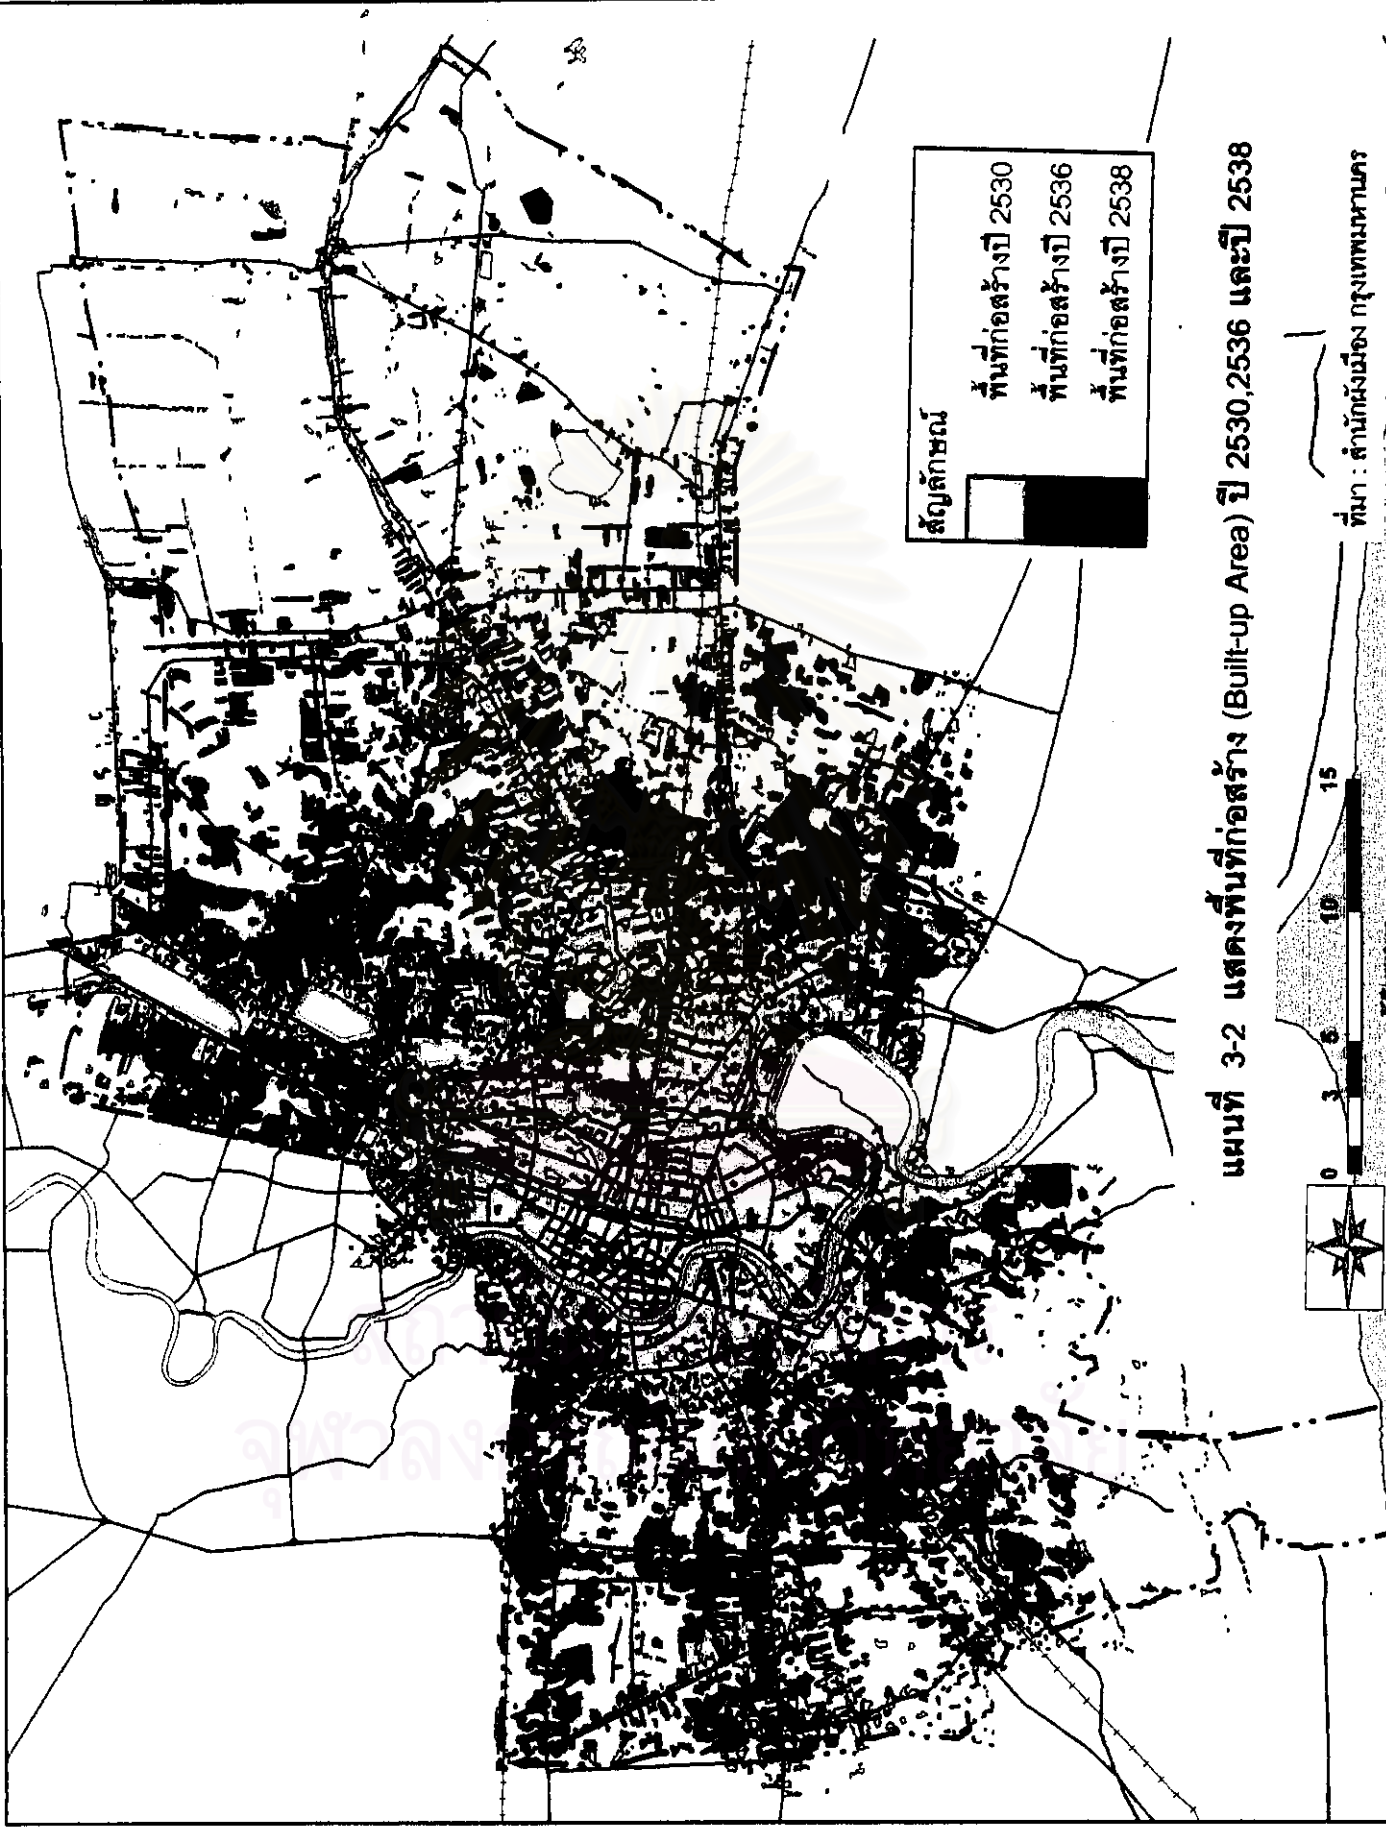 สัญลักษณ์
พื้นที่ก่อสร้างปี 2530
พื้นที่ก่อสร้างปี 2536
พื้นที่ก่อสร้างปี 2538
แผนที่ 3-2 แสดงพื้นที่ก่อสร้าง (Built-up Area) ปี 2530,2536 และปี 2538
0 3 5 10 15
ที่มา : สำนักผังเมือง กรุงเทพมหานคร